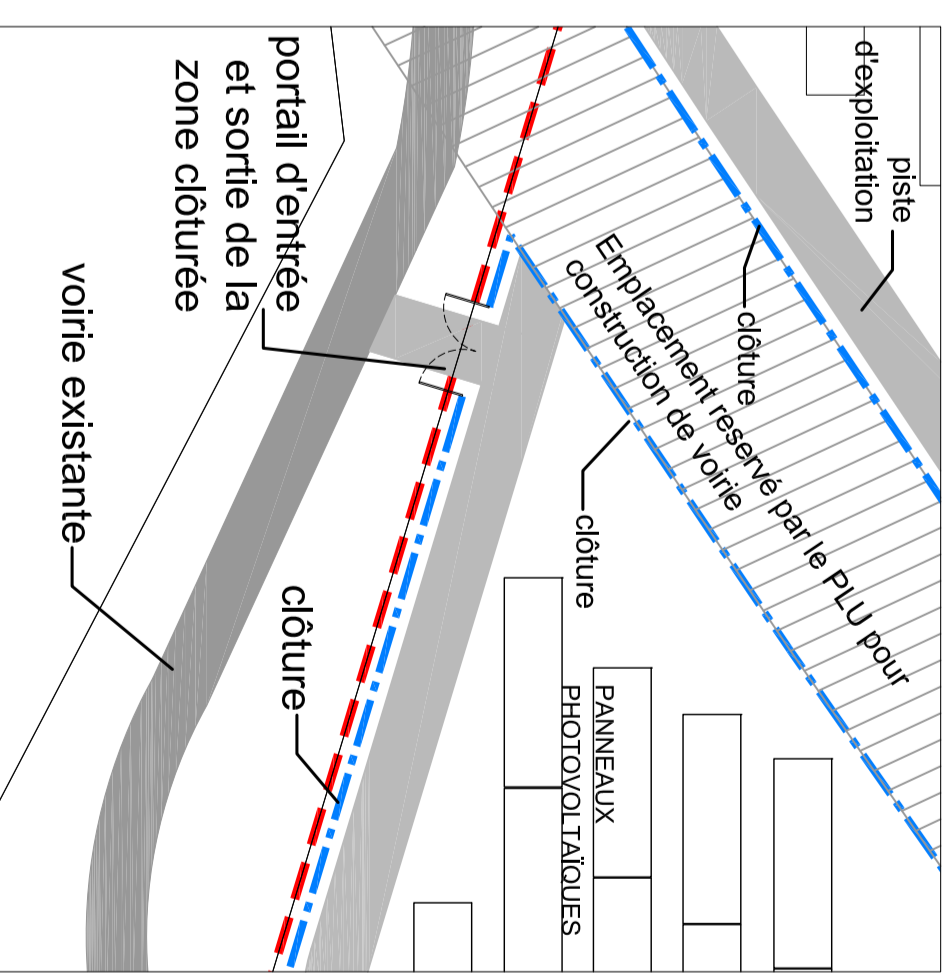 piste
d'exploitation
clôture
Emplacement reservé par le PLU pour
construction de voirie
clôture
PANNEAUX
PHOTOVOLTAÏQUES
portail d'entrée
et sortie de la
zone clôturée
clôture
voirie existante